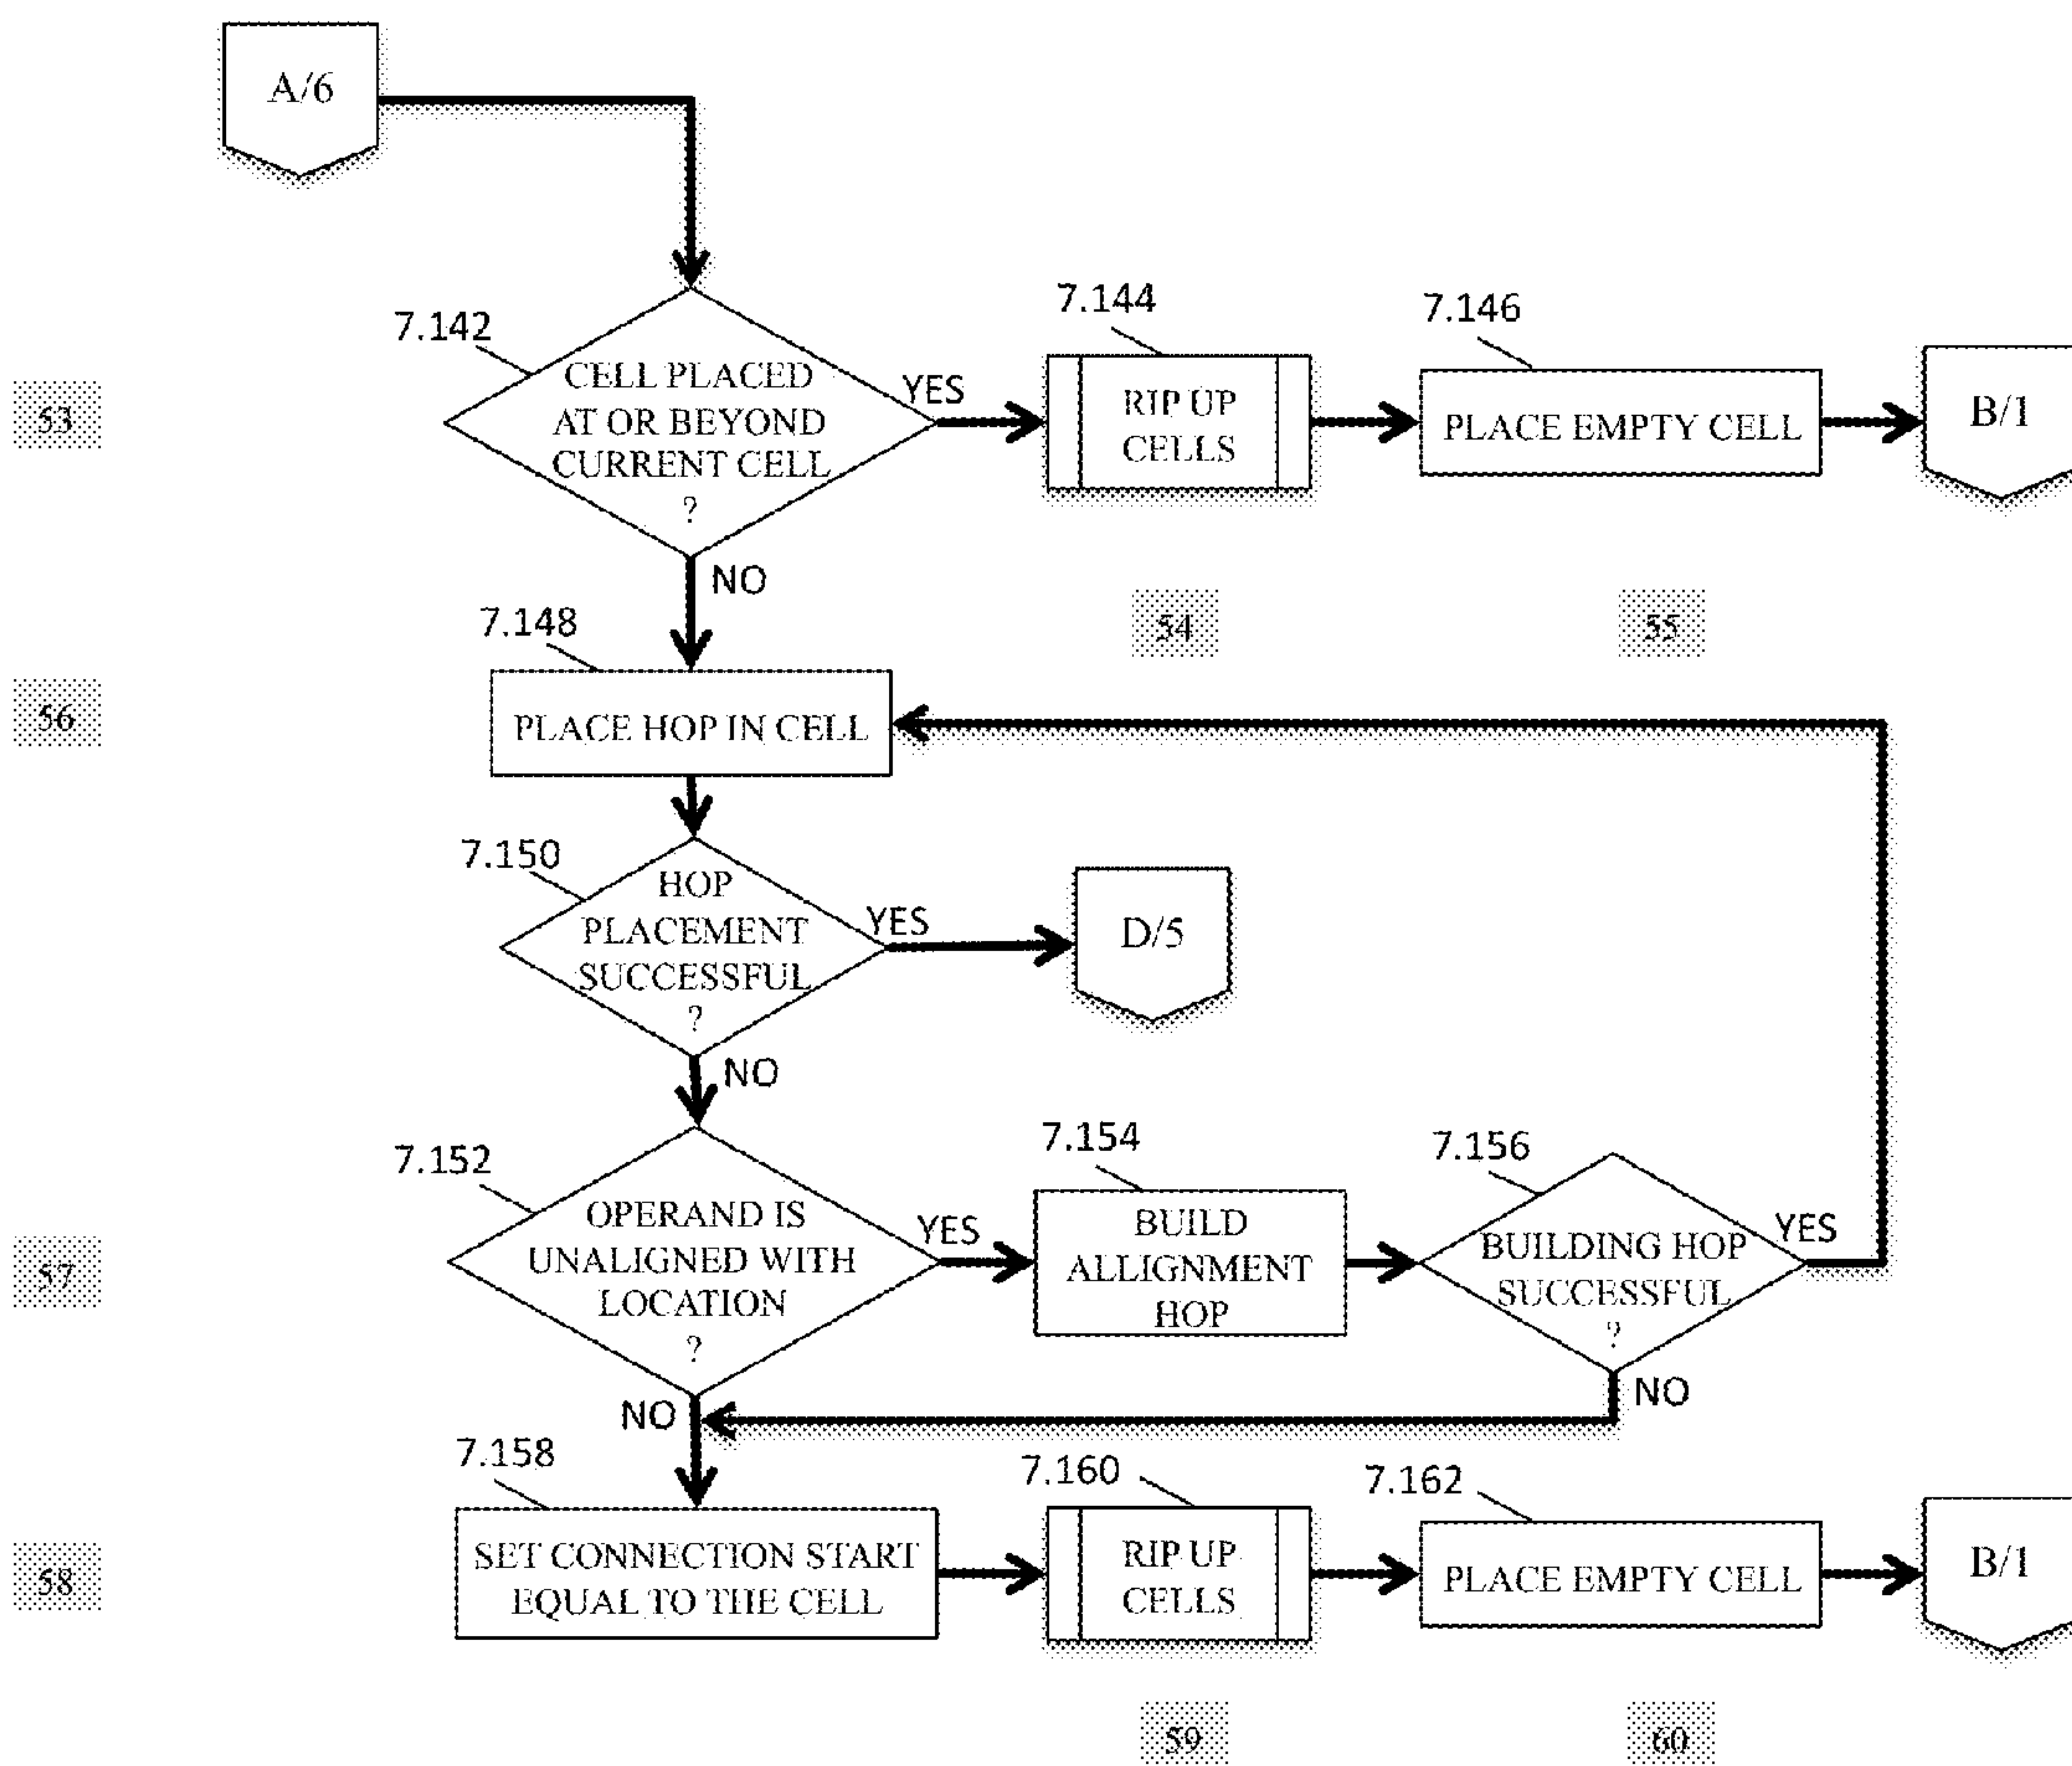 A/6
7.142
CELL PLACED
AT OR BEYOND
CURRENT CELL
?
YES
NO
7.144
RIP UP
CELLS
7.146
PLACE EMPTY CELL
B/1
53
54
55
7.148
PLACE HOP IN CELL
56
7.150
HOP
PLACEMENT
SUCCESSFUL
?
YES
NO
D/5
7.152
OPERAND IS
UNALIGNED WITH
LOCATION
?
YES
NO
7.154
BUILD
ALLIGNMENT
HOP
7.156
BUILDING HOP
SUCCESSFUL
?
YES
NO
57
7.158
SET CONNECTION START
EQUAL TO THE CELL
7.160
RIP UP
CELLS
7.162
PLACE EMPTY CELL
B/1
58
59
60